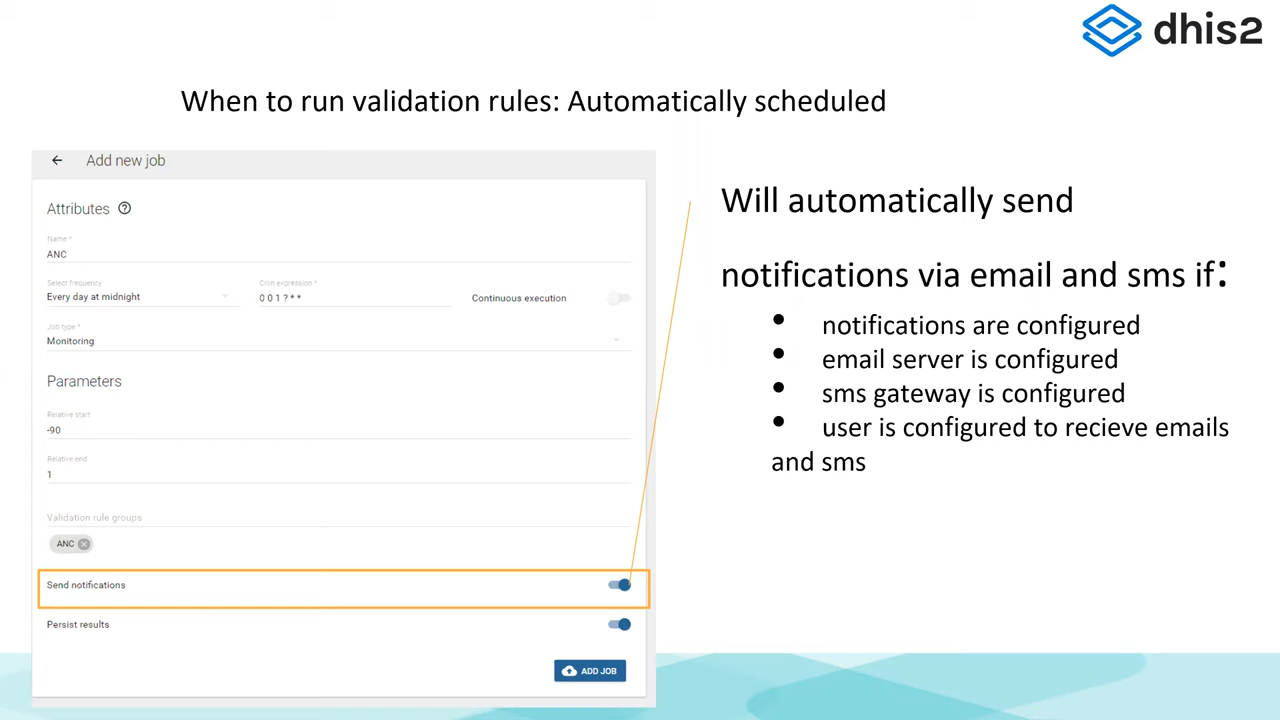 dhis2
When to run validation rules: Automatically scheduled
Add new job
Attributes
Name *
ANC
Select frequency
Every day at midnight
Cron expression *
0 0 1 ? * *
Continuous execution
Job type *
Monitoring
Parameters
Relative start
-90
Relative end
1
Validation rule groups
ANC
Send notifications
Persist results
ADD JOB
Will automatically send
notifications via email and sms if:
• notifications are configured
• email server is configured
• sms gateway is configured
• user is configured to recieve emails
and sms